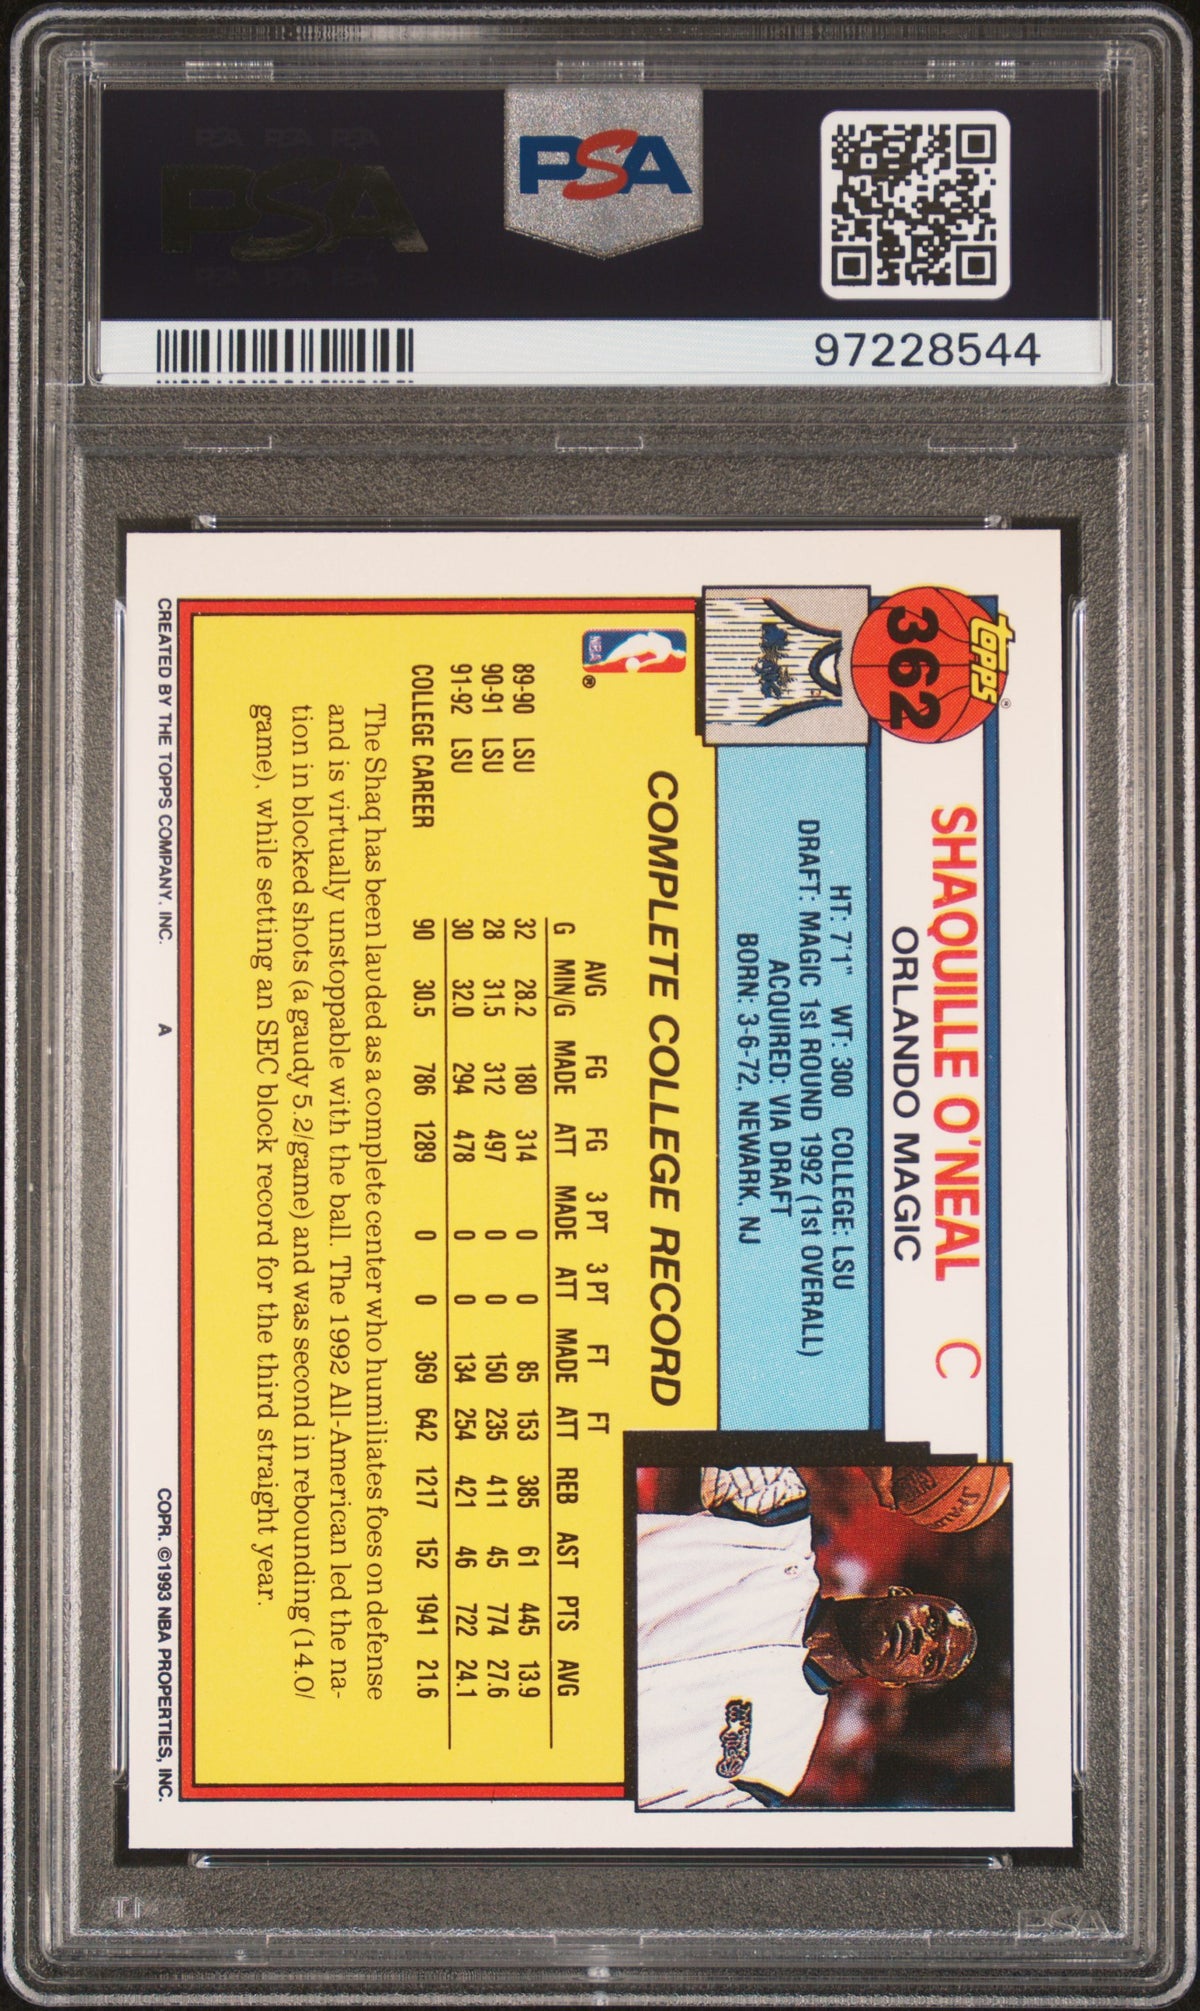 PSA PSA PSA
PSA
PSA PSA PSA
PSA
97228544
topps®
362
SHAQUILLE O'NEAL C
ORLANDO MAGIC
HT: 7'1" WT: 300 COLLEGE: LSU
DRAFT: MAGIC 1st ROUND 1992 (1st OVERALL)
ACQUIRED: VIA DRAFT
BORN: 3-6-72, NEWARK, NJ
NBA ®
COMPLETE COLLEGE RECORD
AVG FG FG 3 PT 3 PT FT FT
G MIN/G MADE ATT MADE ATT MADE ATT REB AST PTS AVG
89-90 LSU 32 28.2 180 314 0 0 85 153 385 61 445 13.9
90-91 LSU 28 31.5 312 497 0 0 150 235 411 45 774 27.6
91-92 LSU 30 32.0 294 478 0 0 134 254 421 46 722 24.1
COLLEGE CAREER 90 30.5 786 1289 0 0 369 642 1217 152 1941 21.6
The Shaq has been lauded as a complete center who humiliates foes on defense
and is virtually unstoppable with the ball. The 1992 All-American led the na-
tion in blocked shots (a gaudy 5.2/game) and was second in rebounding (14.0/
game), while setting an SEC block record for the third straight year.
CREATED BY THE TOPPS COMPANY, INC. A COPR. ©1993 NBA PROPERTIES, INC.
PSA